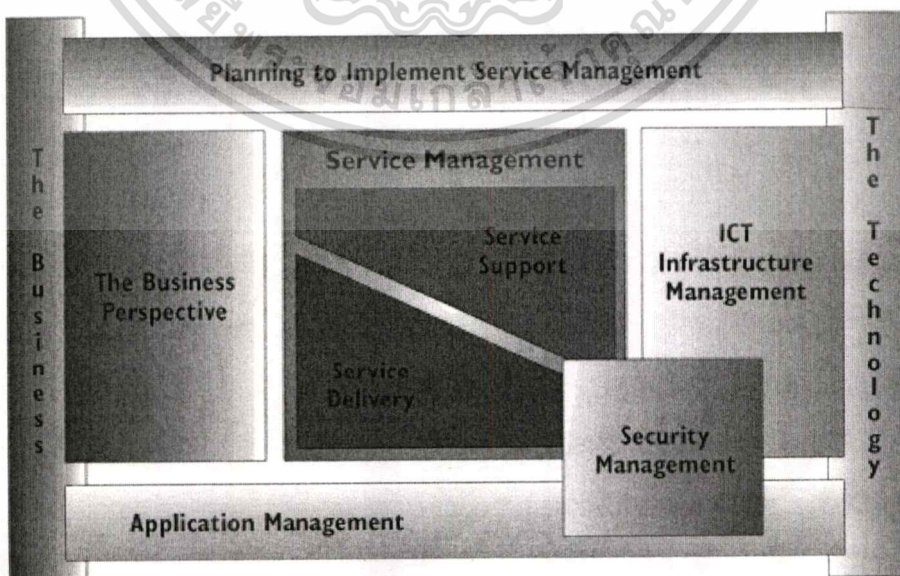 Planning to Implement Service Management
The Business
The Business
Perspective
Service Management
Service
Support
Service
Delivery
ICT
Infrastructure
Management
Security
Management
The Technology
Application Management